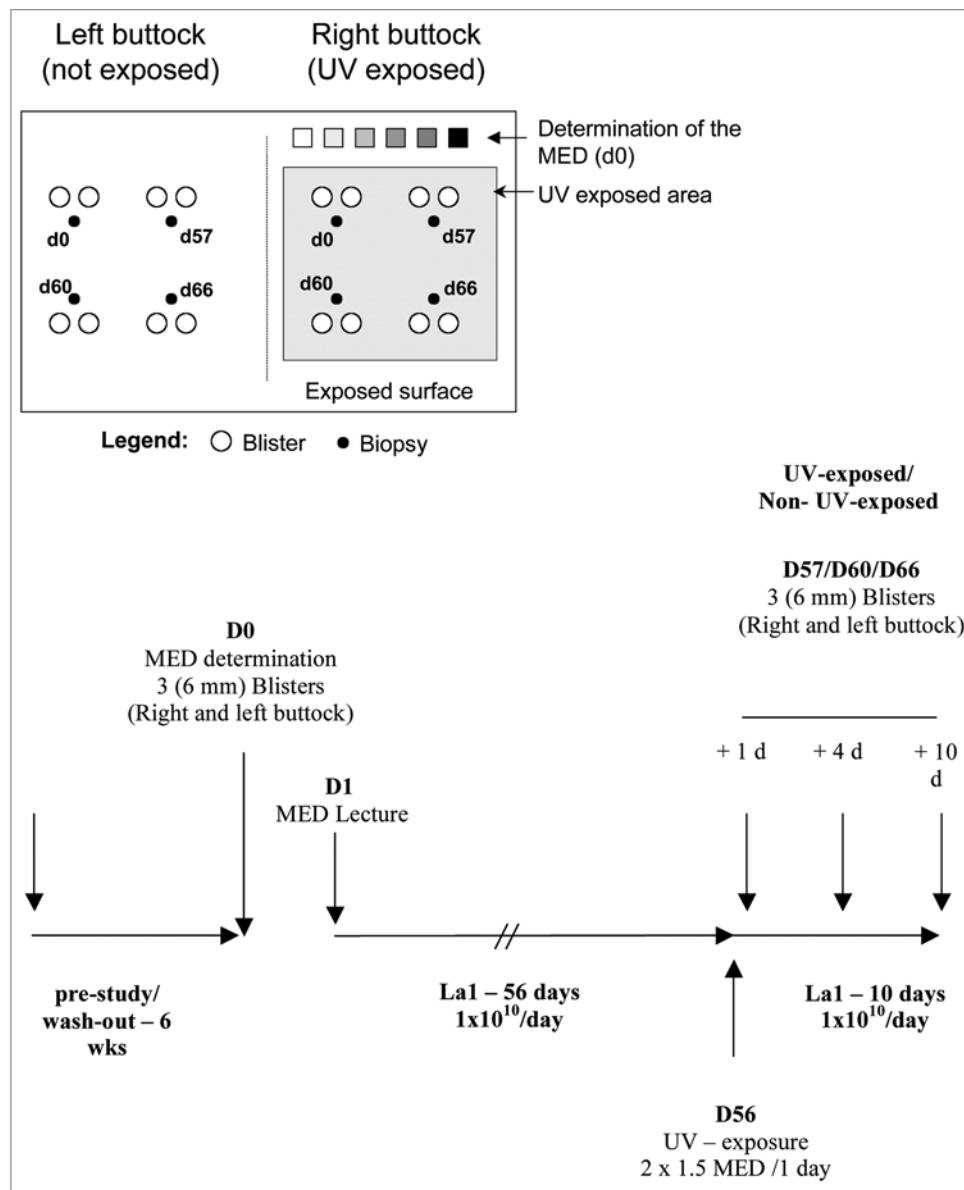 Left buttock
(not exposed)
Right buttock
(UV exposed)
Determination of the
MED (d0)
UV exposed area
d0
d57
d60
d66
d0
d57
d60
d66
Exposed surface
Legend: Blister Biopsy
UV-exposed/
Non- UV-exposed
D57/D60/D66
3 (6 mm) Blisters
(Right and left buttock)
D0
MED determination
3 (6 mm) Blisters
(Right and left buttock)
+ 1 d
+ 4 d
+ 10
d
D1
MED Lecture
pre-study/
wash-out – 6
wks
La1 – 56 days
1x10¹⁰/day
La1 – 10 days
1x10¹⁰/day
D56
UV – exposure
2 x 1.5 MED /1 day